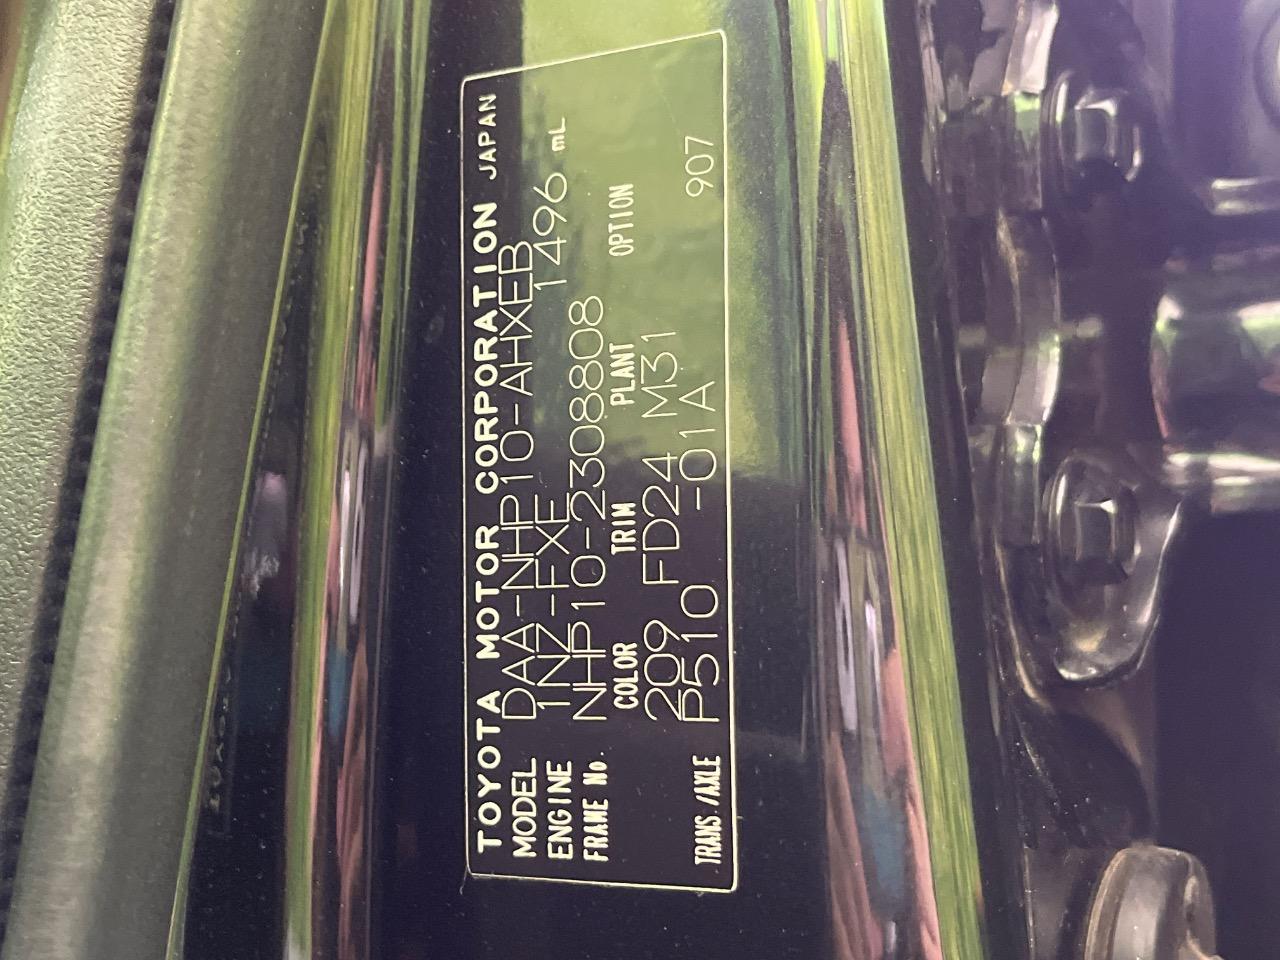 TOYOTA MOTOR CORPORATION JAPAN
MODEL DAA-NHP10-AHXEB
ENGINE 1NZ-FXE 1496 mL
FRAME No. NHP10-2308808
COLOR TRIM PLANT OPTION
209 FD24 M31
TRANS./AXLE P510 -01A 907